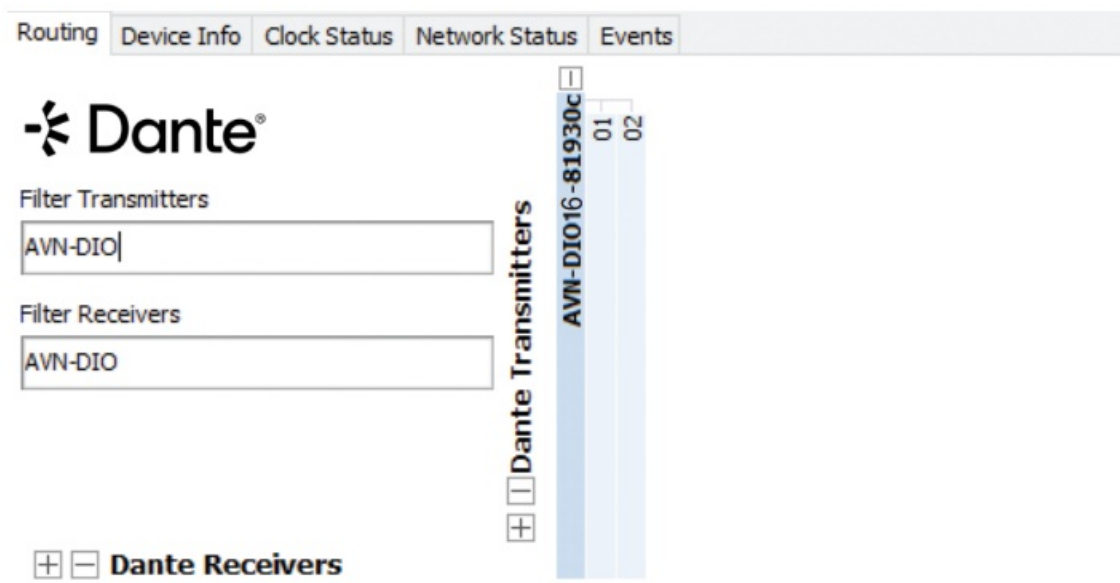 Routing Device Info Clock Status Network Status Events
Dante®
Filter Transmitters
AVN-DIO
Filter Receivers
AVN-DIO
Dante Transmitters
AVN-DIO16-81930c
01
02
Dante Receivers